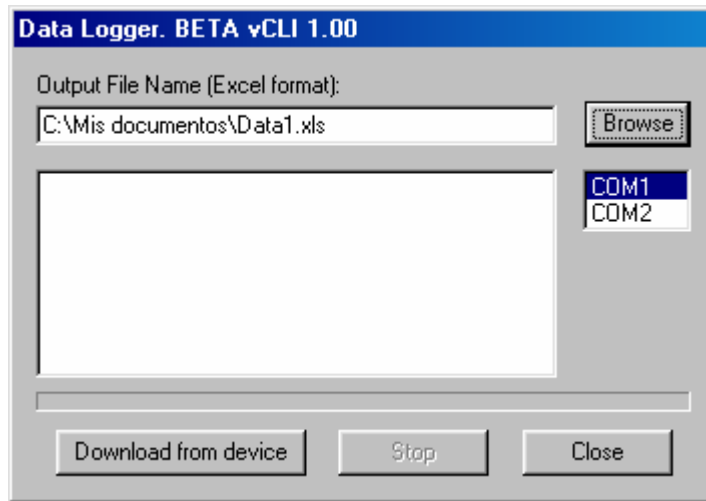 Data Logger. BETA vCLI 1.00
Output File Name (Excel format):
C:\Mis documentos\Data1.xls
Browse
COM1
COM2
Download from device
Stop
Close